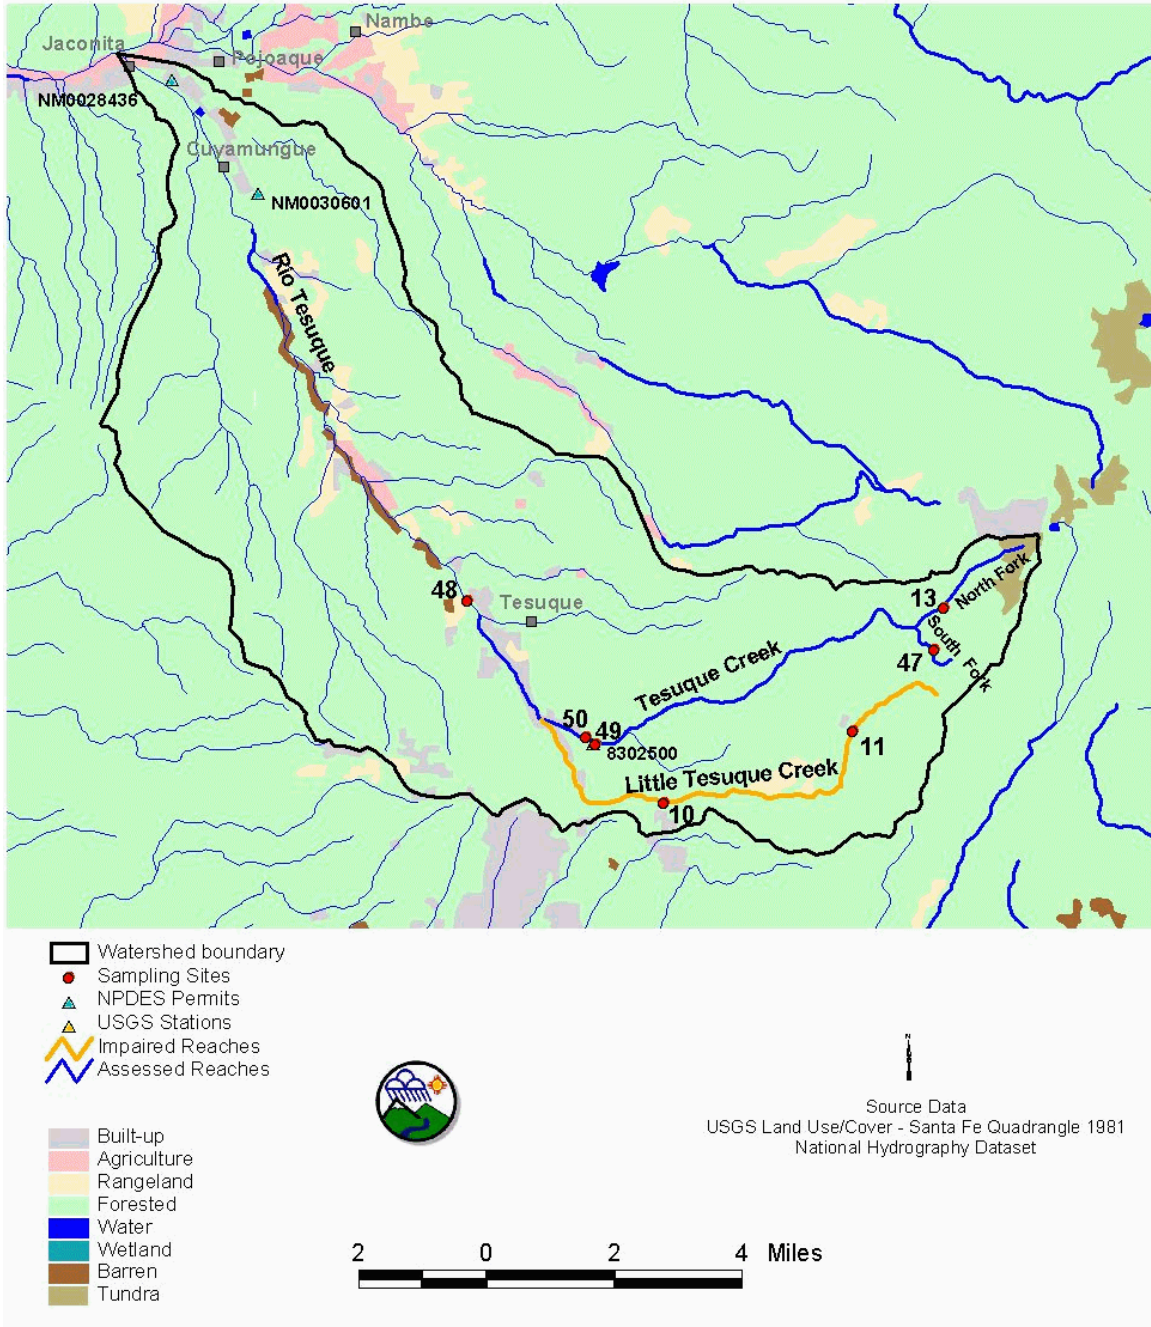 Nambe
Jaconita
Pojoaque
NM0028436
Cuyamungue
NM0030601
Rio Tesuque
48
Tesuque
13
North Fork
South Fork
47
Tesuque Creek
50
49
8302500
11
Little Tesuque Creek
10
Watershed boundary
Sampling Sites
NPDES Permits
USGS Stations
Impaired Reaches
Assessed Reaches
N
Source Data
USGS Land Use/Cover - Santa Fe Quadrangle 1981
National Hydrography Dataset
Built-up
Agriculture
Rangeland
Forested
Water
Wetland
Barren
Tundra
2 0 2 4 Miles